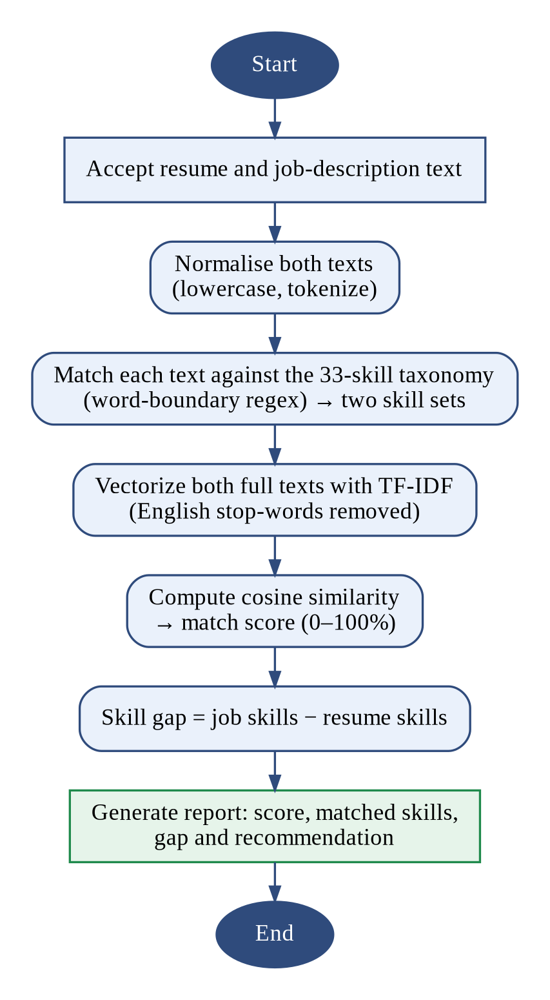 Start
Accept resume and job-description text
Normalise both texts
(lowercase, tokenize)
Match each text against the 33-skill taxonomy
(word-boundary regex) → two skill sets
Vectorize both full texts with TF-IDF
(English stop-words removed)
Compute cosine similarity
→ match score (0–100%)
Skill gap = job skills − resume skills
Generate report: score, matched skills,
gap and recommendation
End